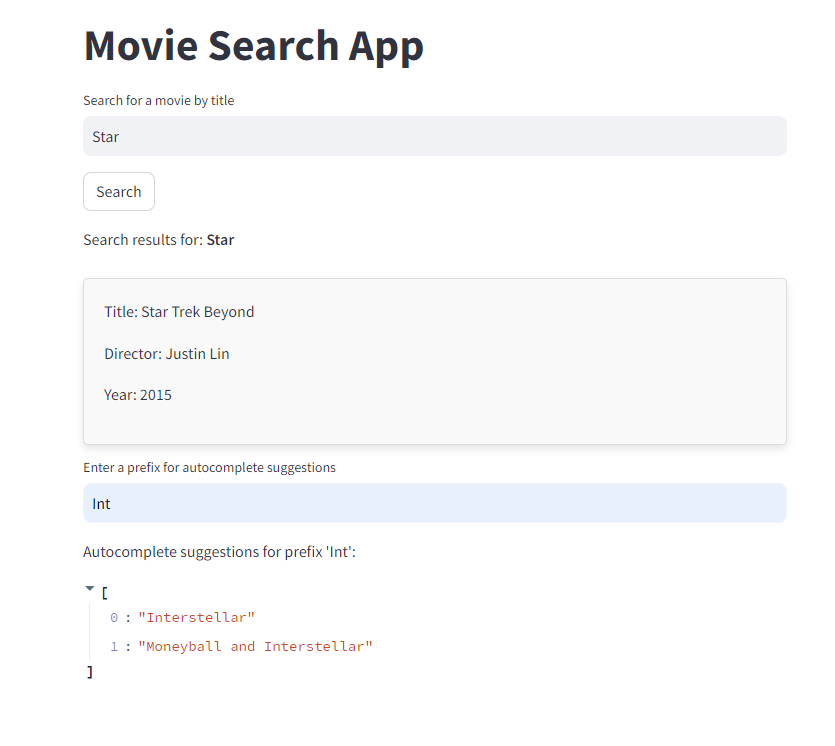 Movie Search App
Search for a movie by title
Star
Search
Search results for: Star
Title: Star Trek Beyond
Director: Justin Lin
Year: 2015
Enter a prefix for autocomplete suggestions
Int
Autocomplete suggestions for prefix 'Int':
[
0 : "Interstellar"
1 : "Moneyball and Interstellar"
]